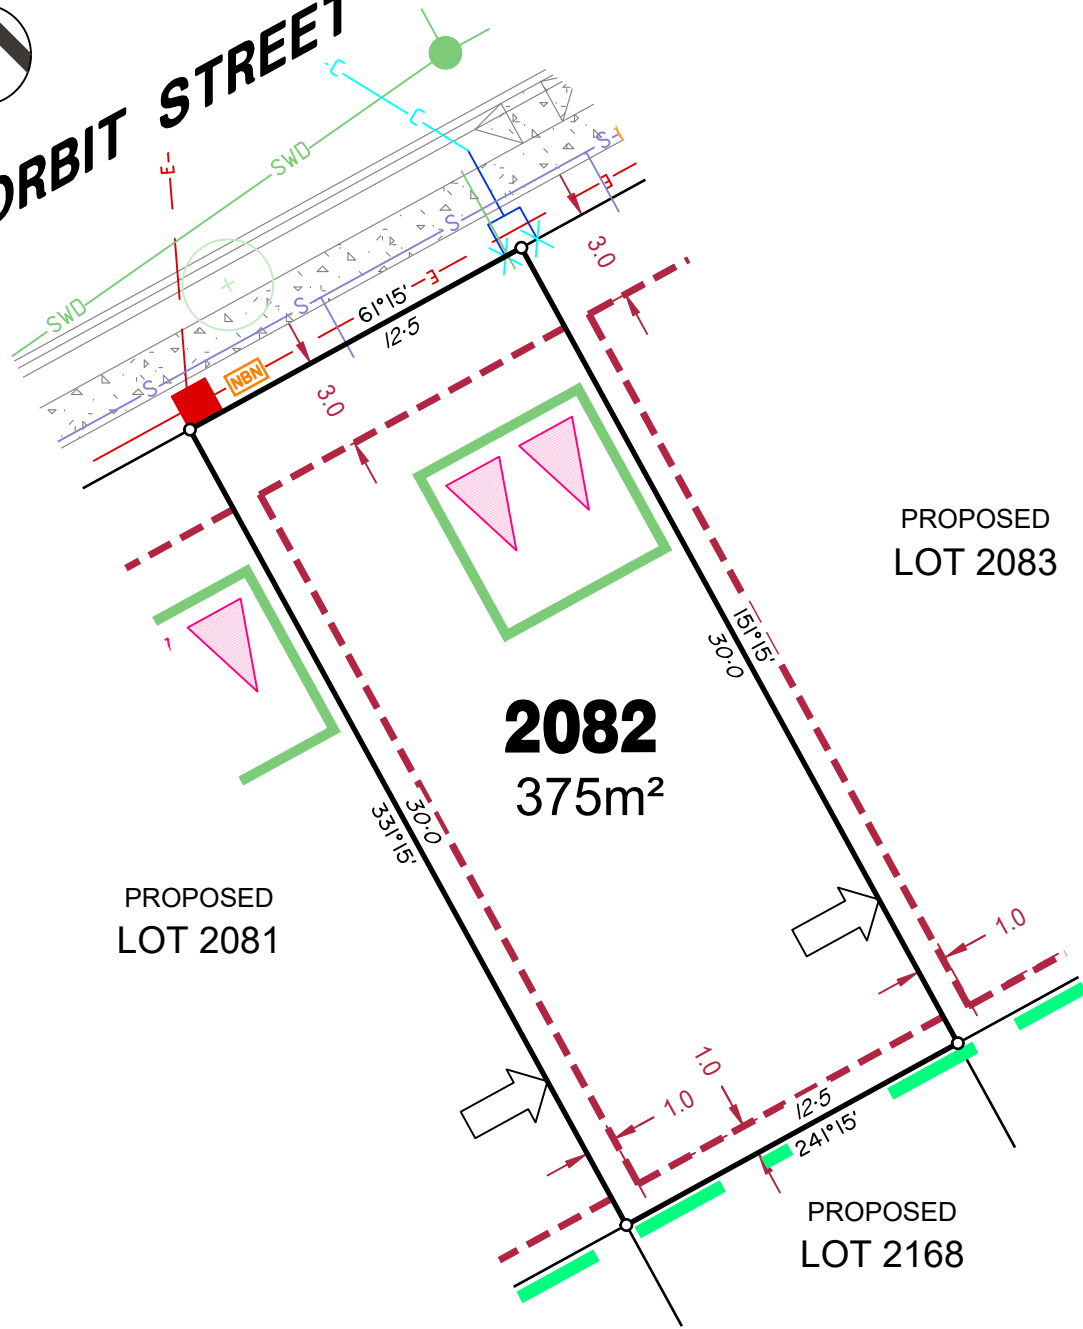 ORBIT STREET
C
C
SWD
SWD
E
E
E
S
S
S
S
NBN
61°15'
12·5
3.0
3.0
PROPOSED
LOT 2083
151°15'
30·0
2082
375m²
30·0
331°15'
PROPOSED
LOT 2081
1.0
1.0
1.0
12·5
241°15'
PROPOSED
LOT 2168